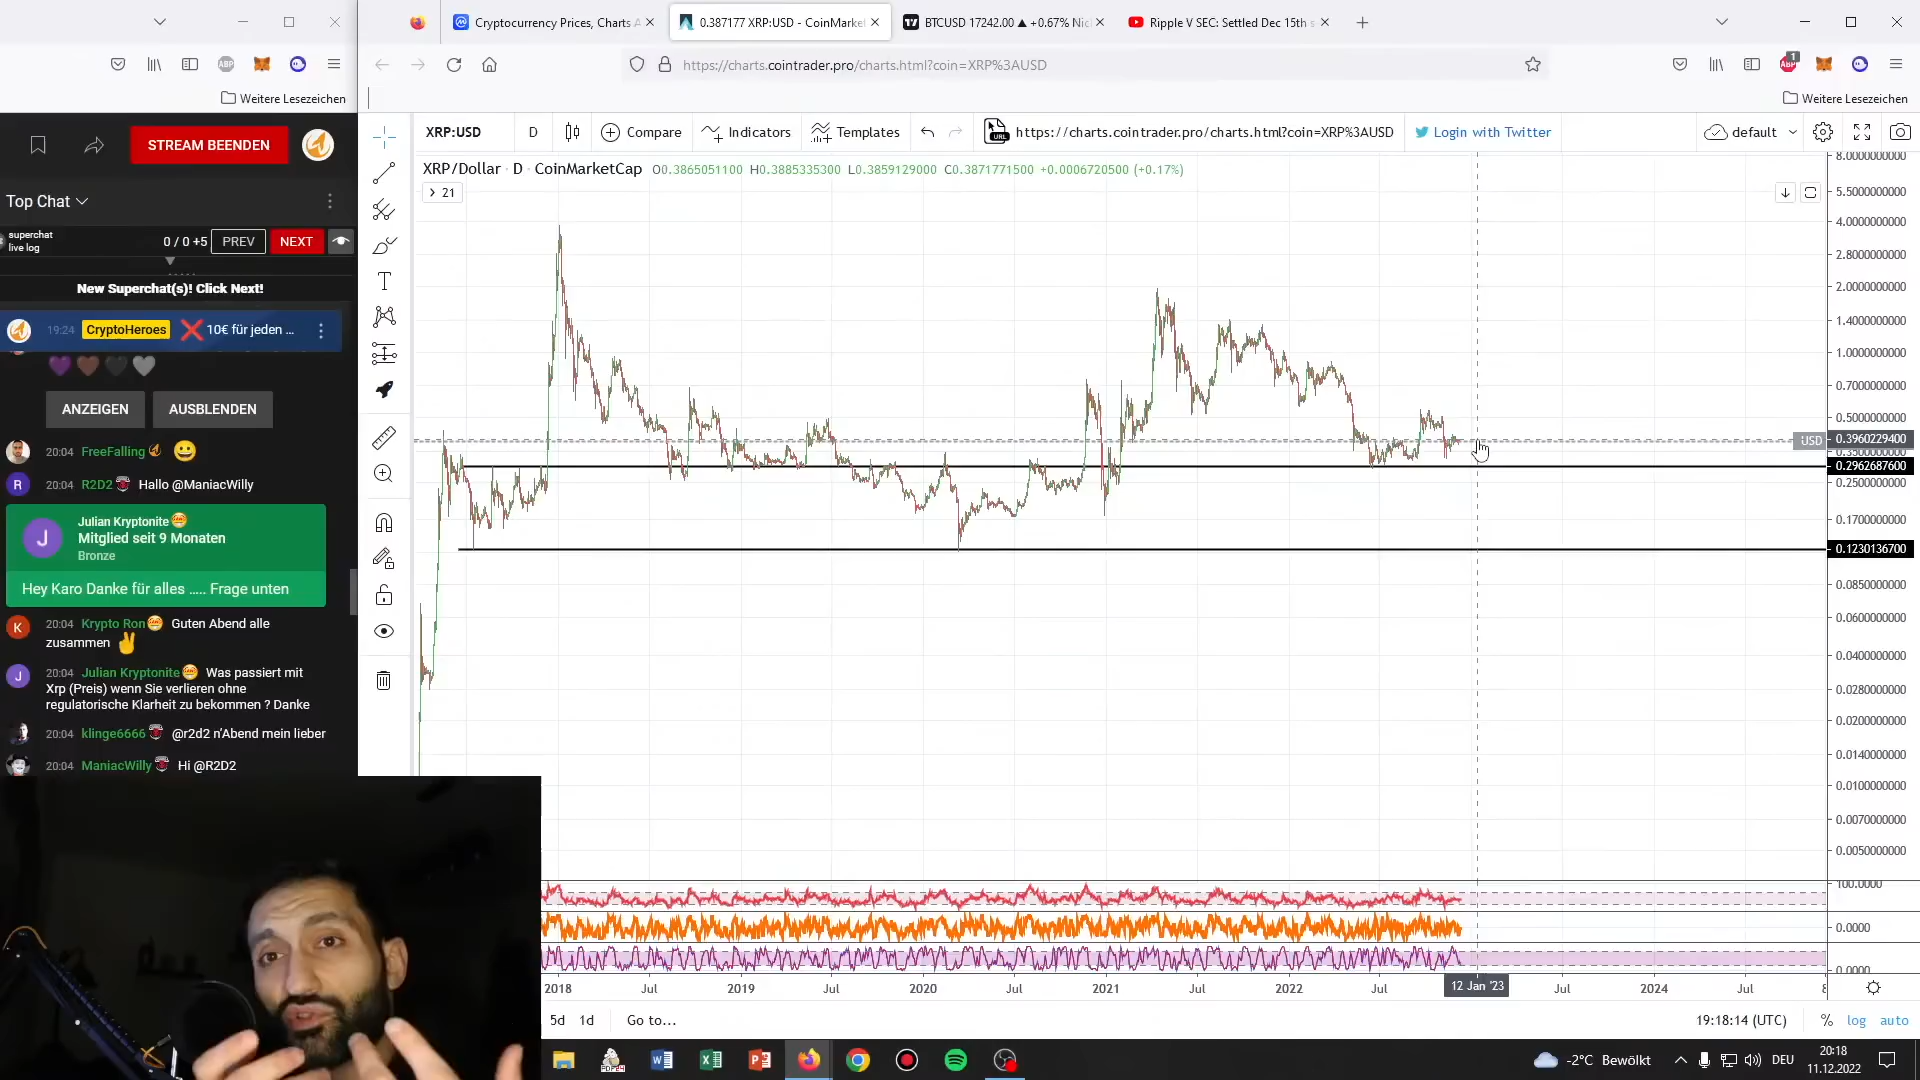 Cryptocurrency Prices, Charts A
0.387177 XRP:USD - CoinMarke
BTCUSD 17242.00 ▲ +0.67% Ni
Ripple V SEC: Settled Dec 15th s
https://charts.cointrader.pro/charts.html?coin=XRP%3AUSD
ABP
ABP
1
Weitere Lesezeichen
Weitere Lesezeichen
STREAM BEENDEN
XRP:USD
D
Compare
Indicators
Templates
URL
https://charts.cointrader.pro/charts.html?coin=XRP%3AUSD
Login with Twitter
default
XRP/Dollar · D · CoinMarketCap O0.3865051100 H0.3885335300 L0.3859129000 C0.3871771500 +0.0006720500 (+0.17%)
21
Top Chat
superchat
live log
0 / 0 +5
PREV
NEXT
New Superchat(s)! Click Next!
19:24 CryptoHeroes ❌ 10€ für jeden ...
ANZEIGEN
AUSBLENDEN
20:04 FreeFalling 😀
R
20:04 R2D2 Hallo @ManiacWilly
J
Julian Kryptonite
Mitglied seit 9 Monaten
Bronze
Hey Karo Danke für alles ..... Frage unten
K
20:04 Krypto Ron Guten Abend alle
zusammen ✌
J
20:04 Julian Kryptonite Was passiert mit
Xrp (Preis) wenn Sie verlieren ohne
regulatorische Klarheit zu bekommen ? Danke
20:04 klinge6666 @r2d2 n’Abend mein lieber
20:04 ManiacWilly Hi @R2D2
8.0000000000
5.5000000000
4.0000000000
2.8000000000
2.0000000000
1.4000000000
1.0000000000
0.7000000000
0.5000000000
USD
0.3960229400
0.3500000000
0.2962687600
0.2500000000
0.1700000000
0.1230136700
0.0850000000
0.0600000000
0.0400000000
0.0280000000
0.0200000000
0.0140000000
0.0100000000
0.0070000000
0.0050000000
100.0000
0.0000
0.0000
2018
Jul
2019
Jul
2020
Jul
2021
Jul
2022
Jul
12 Jan '23
Jul
2024
Jul
5d
1d
Go to...
19:18:14 (UTC)
%
log
auto
-2°C Bewölkt
DEU
20:18
11.12.2022